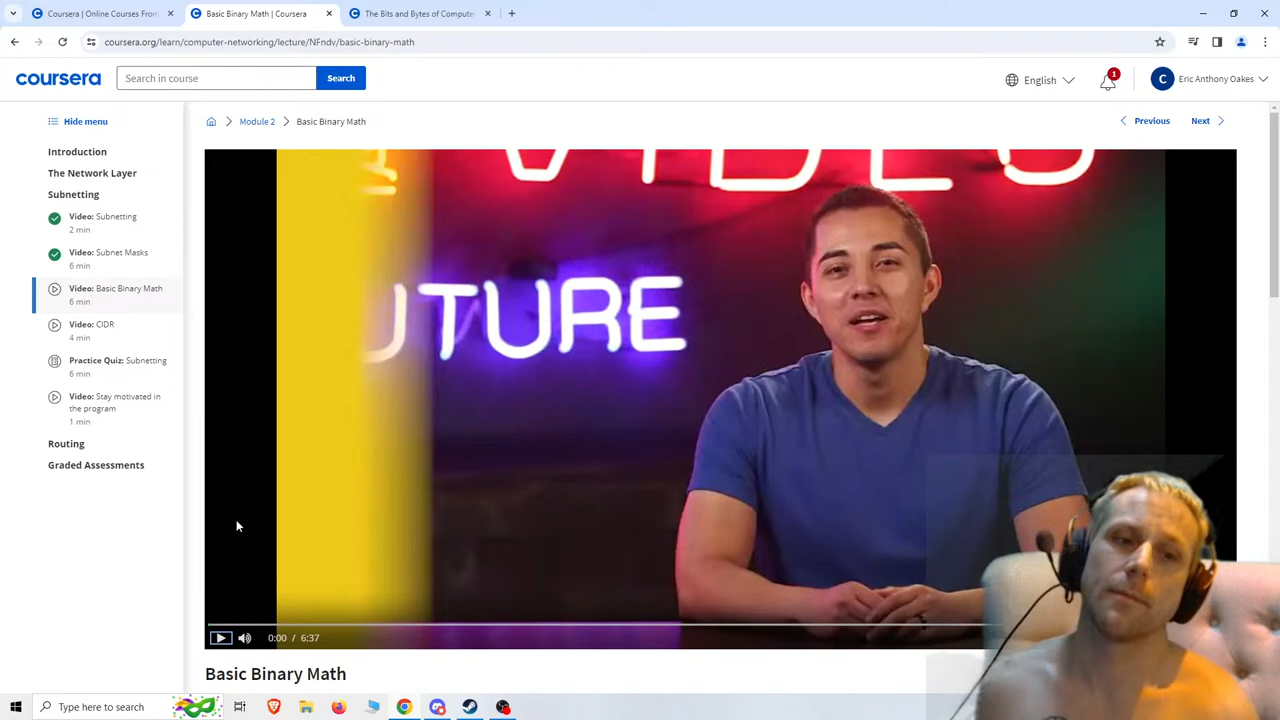 Coursera | Online Courses From
Basic Binary Math | Coursera
The Bits and Bytes of Compute
coursera.org/learn/computer-networking/lecture/NFndv/basic-binary-math
coursera
Search in course
Search
English
1
C
Eric Anthony Oakes
Hide menu
Module 2
Basic Binary Math
Previous
Next
Introduction
The Network Layer
Subnetting
Video: Subnetting
2 min
Video: Subnet Masks
6 min
Video: Basic Binary Math
6 min
Video: CIDR
4 min
Practice Quiz: Subnetting
6 min
Video: Stay motivated in
the program
1 min
Routing
Graded Assessments
VIDEO
UTURE
0:00 / 6:37
Basic Binary Math
Type here to search